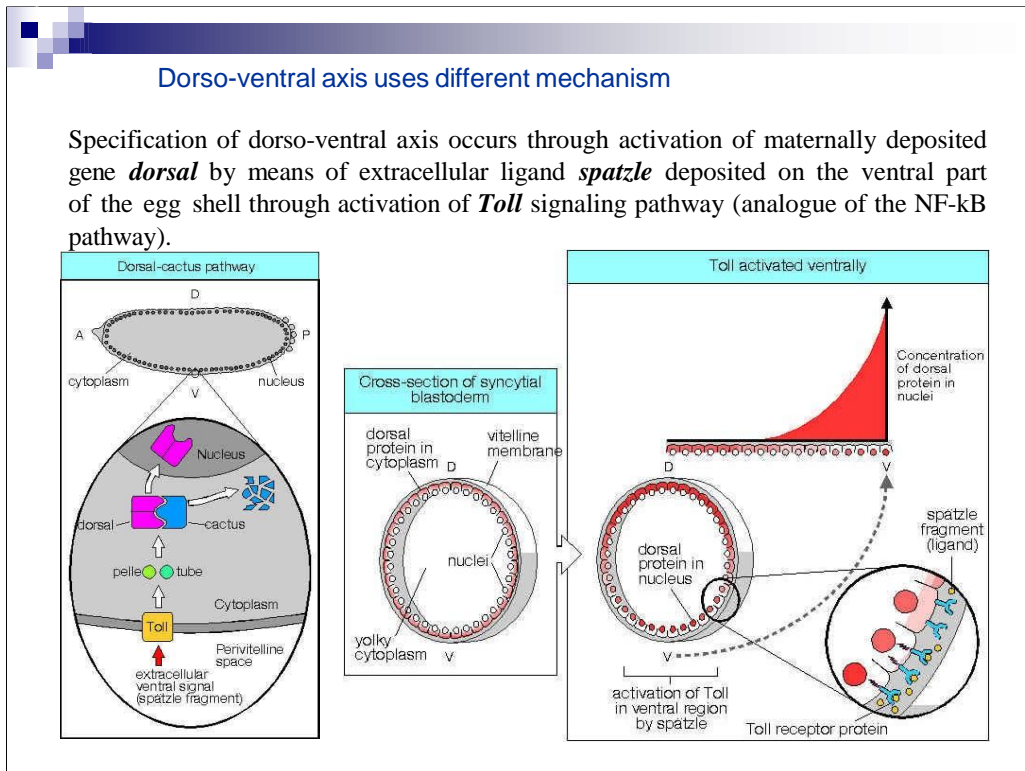 Dorso-ventral axis uses different mechanism
Specification of dorso-ventral axis occurs through activation of maternally deposited
gene dorsal by means of extracellular ligand spatzle deposited on the ventral part
of the egg shell through activation of Toll signaling pathway (analogue of the NF-kB
pathway).
Dorsal-cactus pathway
D
A
P
cytoplasm
nucleus
V
Nucleus
dorsal
cactus
pelle
tube
Cytoplasm
Toll
Perivitelline
space
extracellular
ventral signal
(spätzle fragment)
Cross-section of syncytial
blastoderm
dorsal
protein in
cytoplasm
vitelline
membrane
D
nuclei
yolky
cytoplasm
V
Toll activated ventrally
Concentration
of dorsal
protein in
nuclei
D
V
dorsal
protein in
nucleus
spätzle
fragment
(ligand)
V
activation of Toll
in ventral region
by spätzle
Toll receptor protein